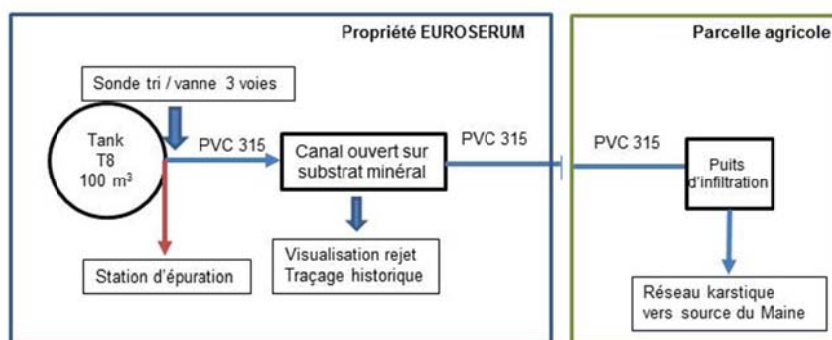 Propriété EUROSERUM
Parcelle agricole
Sonde tri / vanne 3 voies
Tank
T8
100 m³
PVC 315
Canal ouvert sur
substrat minéral
PVC 315
PVC 315
Puits
d'infiltration
Station d'épuration
Visualisation rejet
Traçage historique
Réseau karstique
vers source du Maine